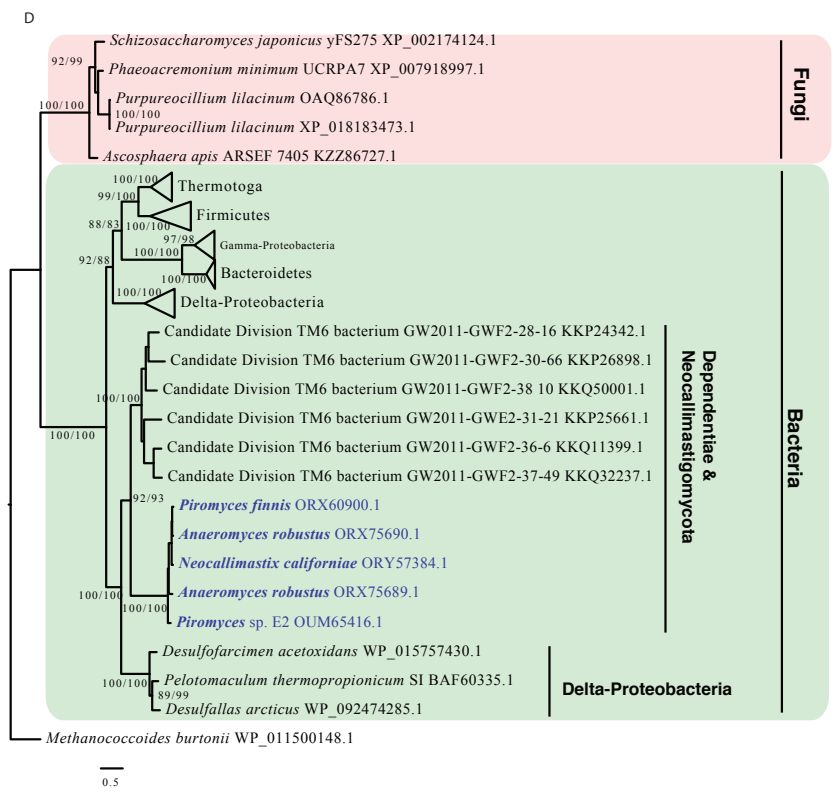 D
Schizosaccharomyces japonicus yFS275 XP_002174124.1
92/99
Phaeoacremonium minimum UCRPA7 XP_007918997.1
Purpureocillium lilacinum OAQ86786.1
100/100
100/100
Purpureocillium lilacinum XP_018183473.1
Ascosphaera apis ARSEF 7405 KZZ86727.1
Fungi
100/100
Thermotoga
99/100
Firmicutes
88/83
100/100
97/98
Gamma-Proteobacteria
100/100
92/88
Bacteroidetes
100/100
100/100
Delta-Proteobacteria
Candidate Division TM6 bacterium GW2011-GWF2-28-16 KKP24342.1
Candidate Division TM6 bacterium GW2011-GWF2-30-66 KKP26898.1
Candidate Division TM6 bacterium GW2011-GWF2-38 10 KKQ50001.1
100/100
Candidate Division TM6 bacterium GW2011-GWE2-31-21 KKP25661.1
100/100
Candidate Division TM6 bacterium GW2011-GWF2-36-6 KKQ11399.1
Candidate Division TM6 bacterium GW2011-GWF2-37-49 KKQ32237.1
92/93
Piromyces finnis ORX60900.1
Anaeromyces robustus ORX75690.1
Neocallimastix californiae ORY57384.1
Anaeromyces robustus ORX75689.1
100/100
100/100
Piromyces sp. E2 OUM65416.1
Dependentiae &
Neocallimastigomycota
Bacteria
Desulfofarcimen acetoxidans WP_015757430.1
100/100
Pelotomaculum thermopropionicum SI BAF60335.1
89/99
Desulfallas arcticus WP_092474285.1
Delta-Proteobacteria
Methanococcoides burtonii WP_011500148.1
0.5